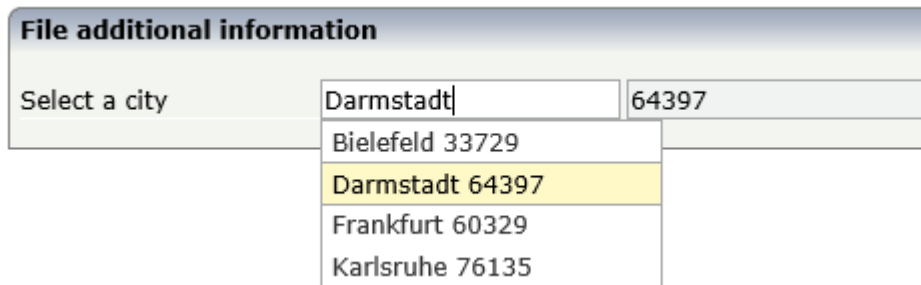 File additional information
Select a city Darmstadt 64397
Bielefeld 33729
Darmstadt 64397
Frankfurt 60329
Karlsruhe 76135